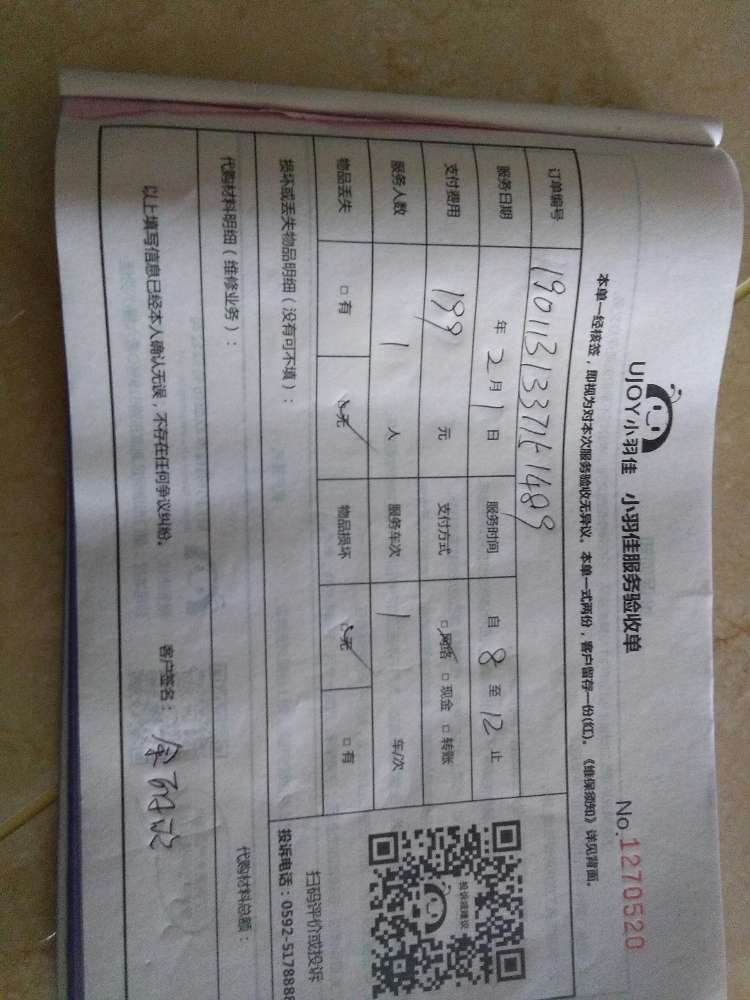 UJOY小羽佳 小羽佳服务验收单
No.1270520
本单一经核签，即视为对本次服务验收无异议。本单一式两份，客户留存一份(红)。《维保须知》详见背面。
订单编号
服务日期 年 2 月 1 日 服务时间 自 8 至 12 止
支付费用 199 元 支付方式 □网络 □现金 □转账
服务人数 1 人 服务车次 1 车/次
物品丢失 □有 □无 物品损坏 □无 □有
损坏或丢失物品明细（没有可不填）：
代购材料明细（维修业务）： 代购材料总额：
以上填写信息已经本人确认无误，不存在任何争议纠纷。 客户签名：
投诉或建议
扫码评价或投诉
投诉电话：0592-5178888